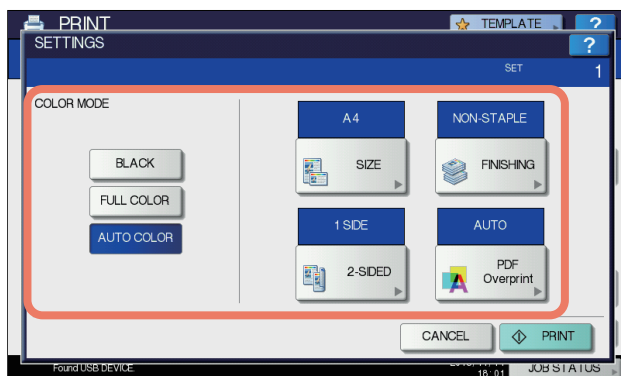 PRINT
TEMPLATE
?
SETTINGS
?
SET 1
COLOR MODE
BLACK
FULL COLOR
AUTO COLOR
A4
SIZE
NON-STAPLE
FINISHING
1 SIDE
2-SIDED
AUTO
PDF
Overprint
CANCEL
PRINT
Found USB DEVICE.
18:01
JOB STATUS